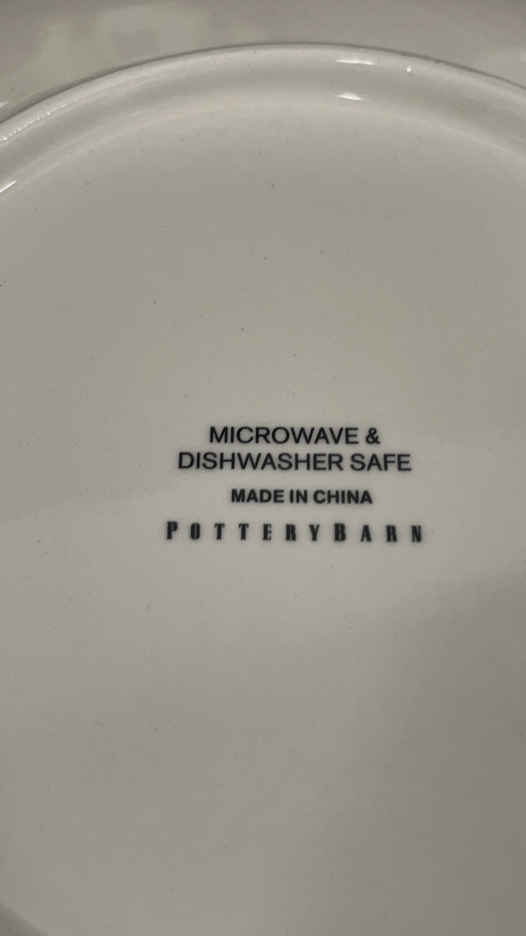 MICROWAVE &
DISHWASHER SAFE
MADE IN CHINA
POTTERYBARN